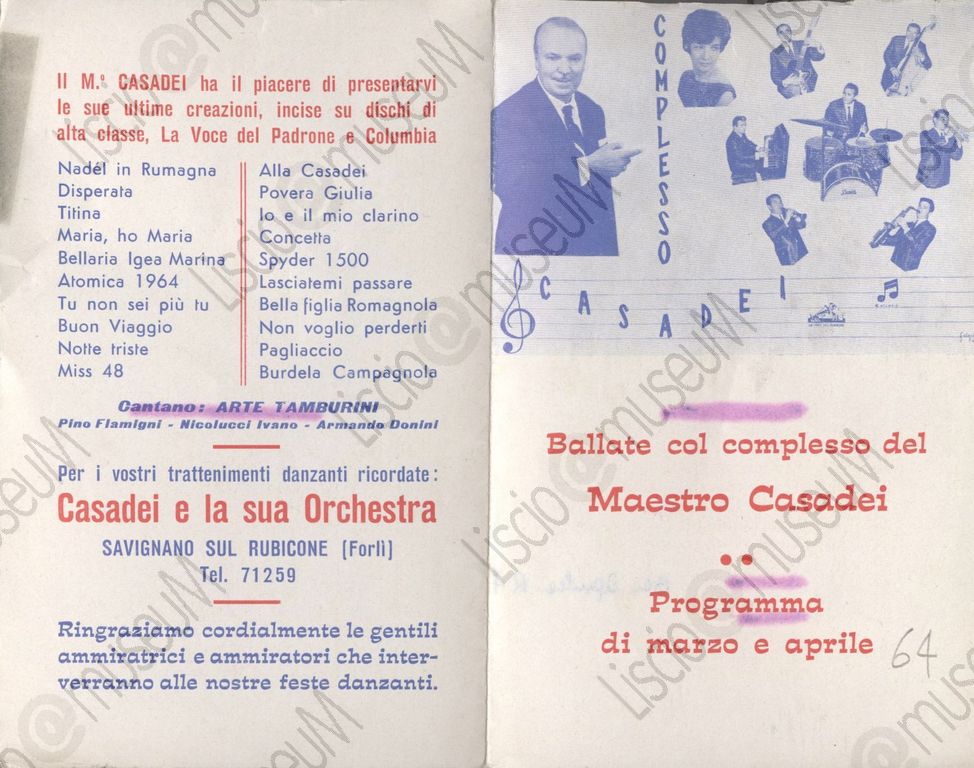 Il M.º CASADEI ha il piacere di presentarvi
le sue ultime creazioni, incise su dischi di
alta classe, La Voce del Padrone e Columbia
Nadêl in Rumagna
Disperata
Titina
Maria, ho Maria
Bellaria Igea Marina
Atomica 1964
Tu non sei più tu
Buon Viaggio
Notte triste
Miss 48
Alla Casadei
Povera Giulia
Io e il mio clarino
Concetta
Spyder 1500
Lasciatemi passare
Bella figlia Romagnola
Non voglio perderti
Pagliaccio
Burdela Campagnola
Cantano: ARTE TAMBURINI
Pino Flamigni - Nicolucci Ivano - Armando Donini
Per i vostri trattenimenti danzanti ricordate:
Casadei e la sua Orchestra
SAVIGNANO SUL RUBICONE (Forlì)
Tel. 71259
Ringraziamo cordialmente le gentili
ammiratrici e ammiratori che inter-
verranno alle nostre feste danzanti.
COMPLESSO
CASADEI
Ballate col complesso del
Maestro Casadei
Programma
di marzo e aprile 64
Liscio@museuM